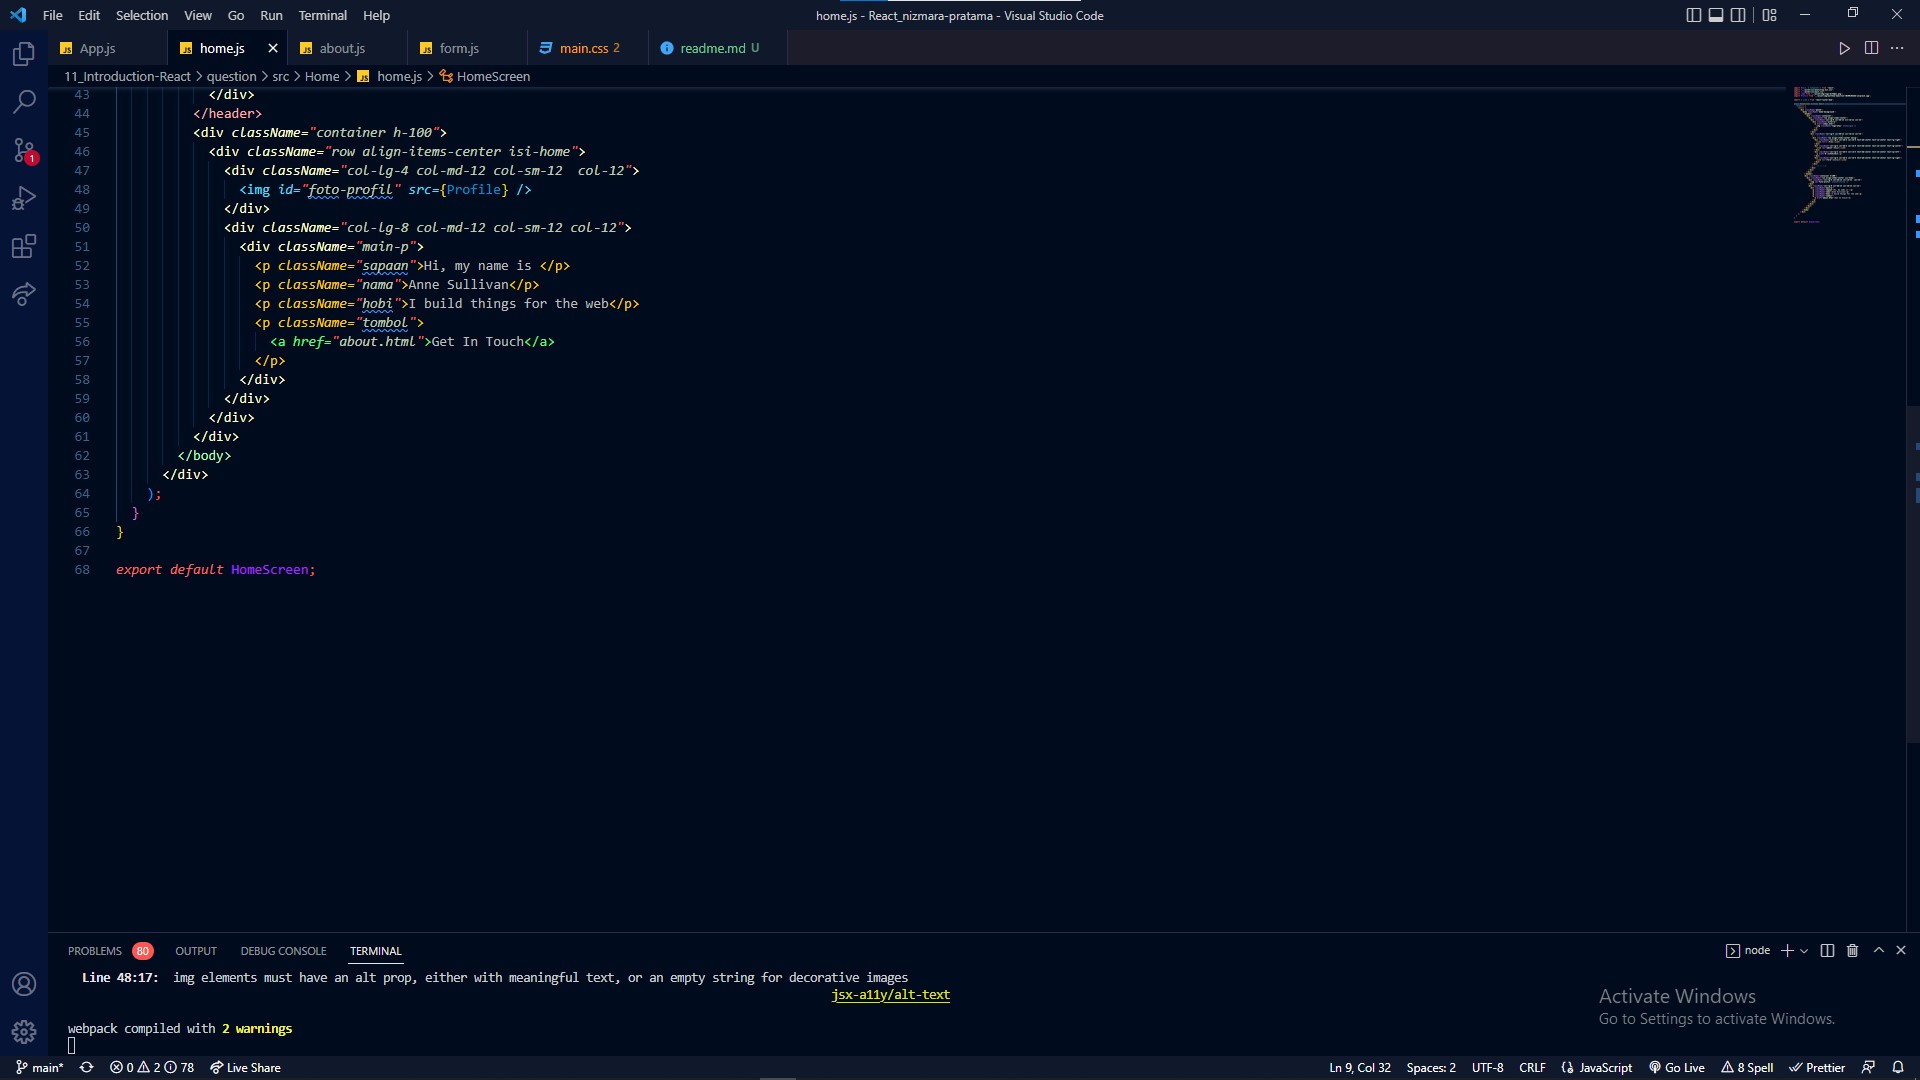 File Edit Selection View Go Run Terminal Help
home.js - React_nizmara-pratama - Visual Studio Code
App.js
home.js
about.js
form.js
main.css 2
readme.md U
11_Introduction-React > question > src > Home > home.js > HomeScreen
43 </div>
44 </header>
45 <div className="container h-100">
46 <div className="row align-items-center isi-home">
47 <div className="col-lg-4 col-md-12 col-sm-12  col-12">
48 <img id="foto-profil" src={Profile} />
49 </div>
50 <div className="col-lg-8 col-md-12 col-sm-12 col-12">
51 <div className="main-p">
52 <p className="sapaan">Hi, my name is </p>
53 <p className="nama">Anne Sullivan</p>
54 <p className="hobi">I build things for the web</p>
55 <p className="tombol">
56 <a href="about.html">Get In Touch</a>
57 </p>
58 </div>
59 </div>
60 </div>
61 </div>
62 </body>
63 </div>
64 );
65 }
66 }
67
68 export default HomeScreen;
1
PROBLEMS 80 OUTPUT DEBUG CONSOLE TERMINAL
node
Line 48:17:  img elements must have an alt prop, either with meaningful text, or an empty string for decorative images
jsx-a11y/alt-text
webpack compiled with 2 warnings
Activate Windows
Go to Settings to activate Windows.
main* 0 2 78 Live Share
Ln 9, Col 32 Spaces: 2 UTF-8 CRLF JavaScript Go Live 8 Spell Prettier